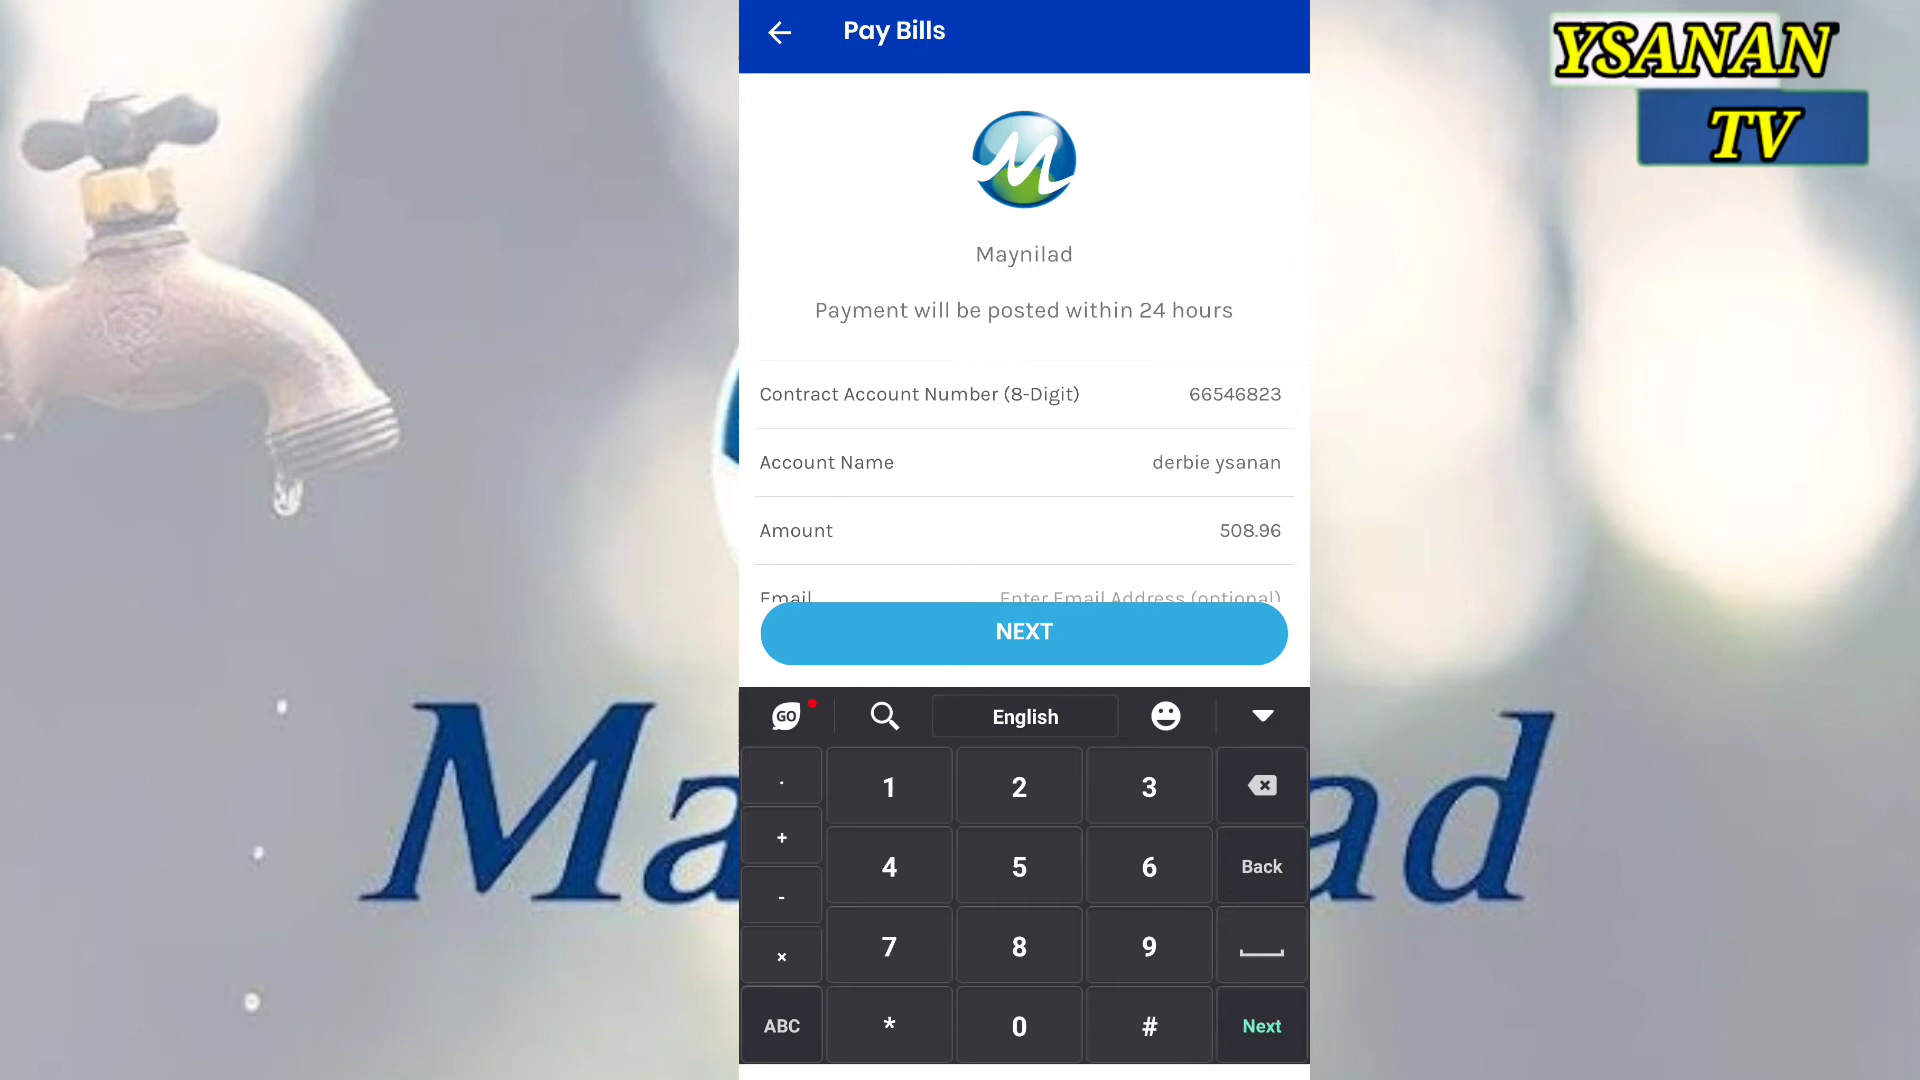 Pay Bills
YSANAN
TV
Maynilad
Payment will be posted within 24 hours
Contract Account Number (8-Digit) 66546823
Account Name derbie ysanan
Amount 508.96
Email Enter Email Address (optional)
NEXT
GO English
. 1 2 3
+ 4 5 6 Back
- 7 8 9
×
ABC * 0 # Next
Ma ad